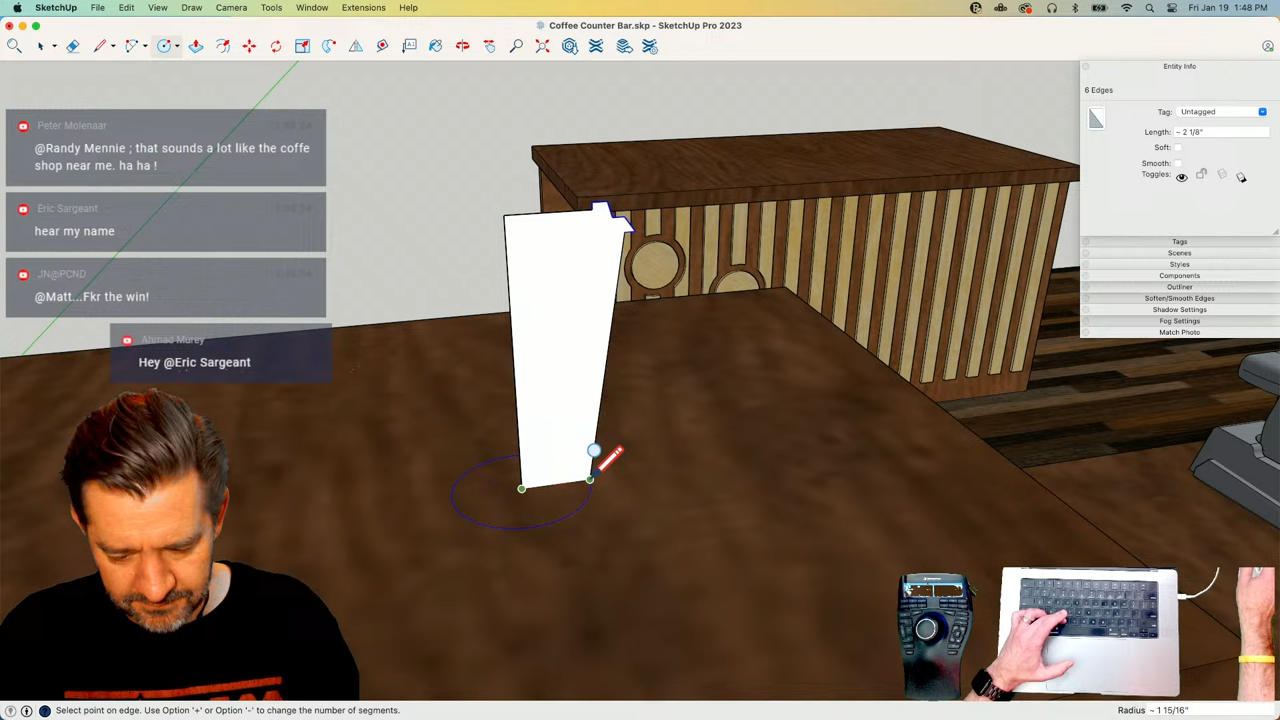 SketchUp File Edit View Draw Camera Tools Window Extensions Help
Fri Jan 19 1:48 PM
Coffee Counter Bar.skp - SketchUp Pro 2023
Entity Info
6 Edges
Tag: Untagged
Length: ~ 2 1/8"
Soft:
Smooth:
Toggles:
Tags
Scenes
Styles
Components
Outliner
Soften/Smooth Edges
Shadow Settings
Fog Settings
Match Photo
Peter Molenaar
@Randy Mennie ; that sounds a lot like the coffe
shop near me. ha ha !
Eric Sargeant
hear my name
JN@PCND
@Matt...Fkr the win!
Ahmad Murey
Hey @Eric Sargeant
Select point on edge. Use Option '+' or Option '-' to change the number of segments.
Radius ~ 1 15/16"